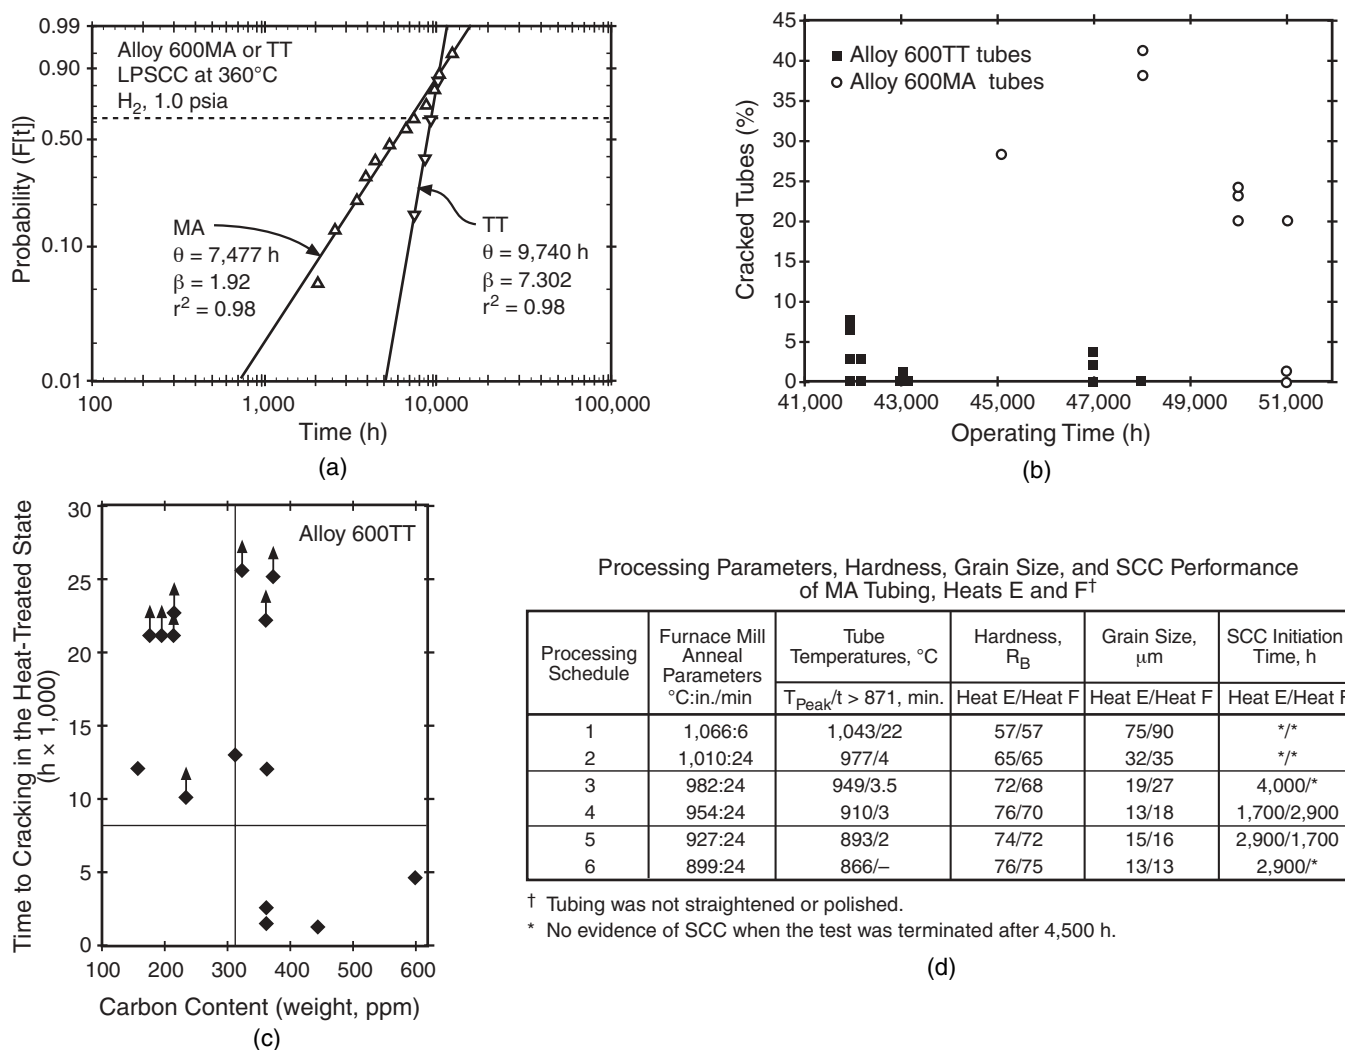 0.99
0.90
0.50
0.10
0.01
Probability (F[t])
Alloy 600MA or TT
LPSCC at 360°C
H2, 1.0 psia
MA
θ = 7,477 h
β = 1.92
r2 = 0.98
TT
θ = 9,740 h
β = 7.302
r2 = 0.98
100 1,000 10,000 100,000
Time (h)
(a)
45
40
35
30
25
20
15
10
5
0
Cracked Tubes (%)
Alloy 600TT tubes
Alloy 600MA tubes
41,000 43,000 45,000 47,000 49,000 51,000
Operating Time (h)
(b)
30
25
20
15
10
5
0
Time to Cracking in the Heat-Treated State
(h × 1,000)
Alloy 600TT
100 200 300 400 500 600
Carbon Content (weight, ppm)
(c)
Processing Parameters, Hardness, Grain Size, and SCC Performance
of MA Tubing, Heats E and F†
Processing Schedule | Furnace Mill Anneal Parameters °C:in./min | Tube Temperatures, °C | Hardness, RB | Grain Size, μm | SCC Initiation Time, h
TPeak/t > 871, min. | Heat E/Heat F | Heat E/Heat F | Heat E/Heat F
1 1,066:6 1,043/22 57/57 75/90 */*
2 1,010:24 977/4 65/65 32/35 */*
3 982:24 949/3.5 72/68 19/27 4,000/*
4 954:24 910/3 76/70 13/18 1,700/2,900
5 927:24 893/2 74/72 15/16 2,900/1,700
6 899:24 866/– 76/75 13/13 2,900/*
† Tubing was not straightened or polished.
* No evidence of SCC when the test was terminated after 4,500 h.
(d)